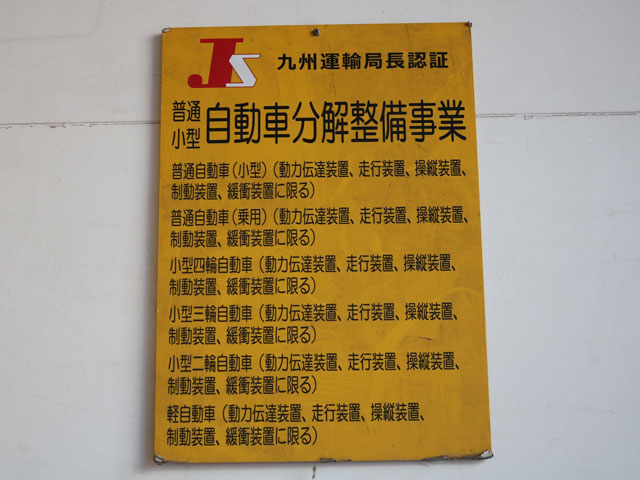 JS 九州運輸局長認証
普通
小型 自動車分解整備事業
普通自動車(小型)(動力伝達装置、走行装置、操縦装置、
制動装置、緩衝装置に限る)
普通自動車(乗用)(動力伝達装置、走行装置、操縦装置、
制動装置、緩衝装置に限る)
小型四輪自動車(動力伝達装置、走行装置、操縦装置、
制動装置、緩衝装置に限る)
小型三輪自動車(動力伝達装置、走行装置、操縦装置、
制動装置、緩衝装置に限る)
小型二輪自動車(動力伝達装置、走行装置、操縦装置、
制動装置、緩衝装置に限る)
軽自動車(動力伝達装置、走行装置、操縦装置、
制動装置、緩衝装置に限る)